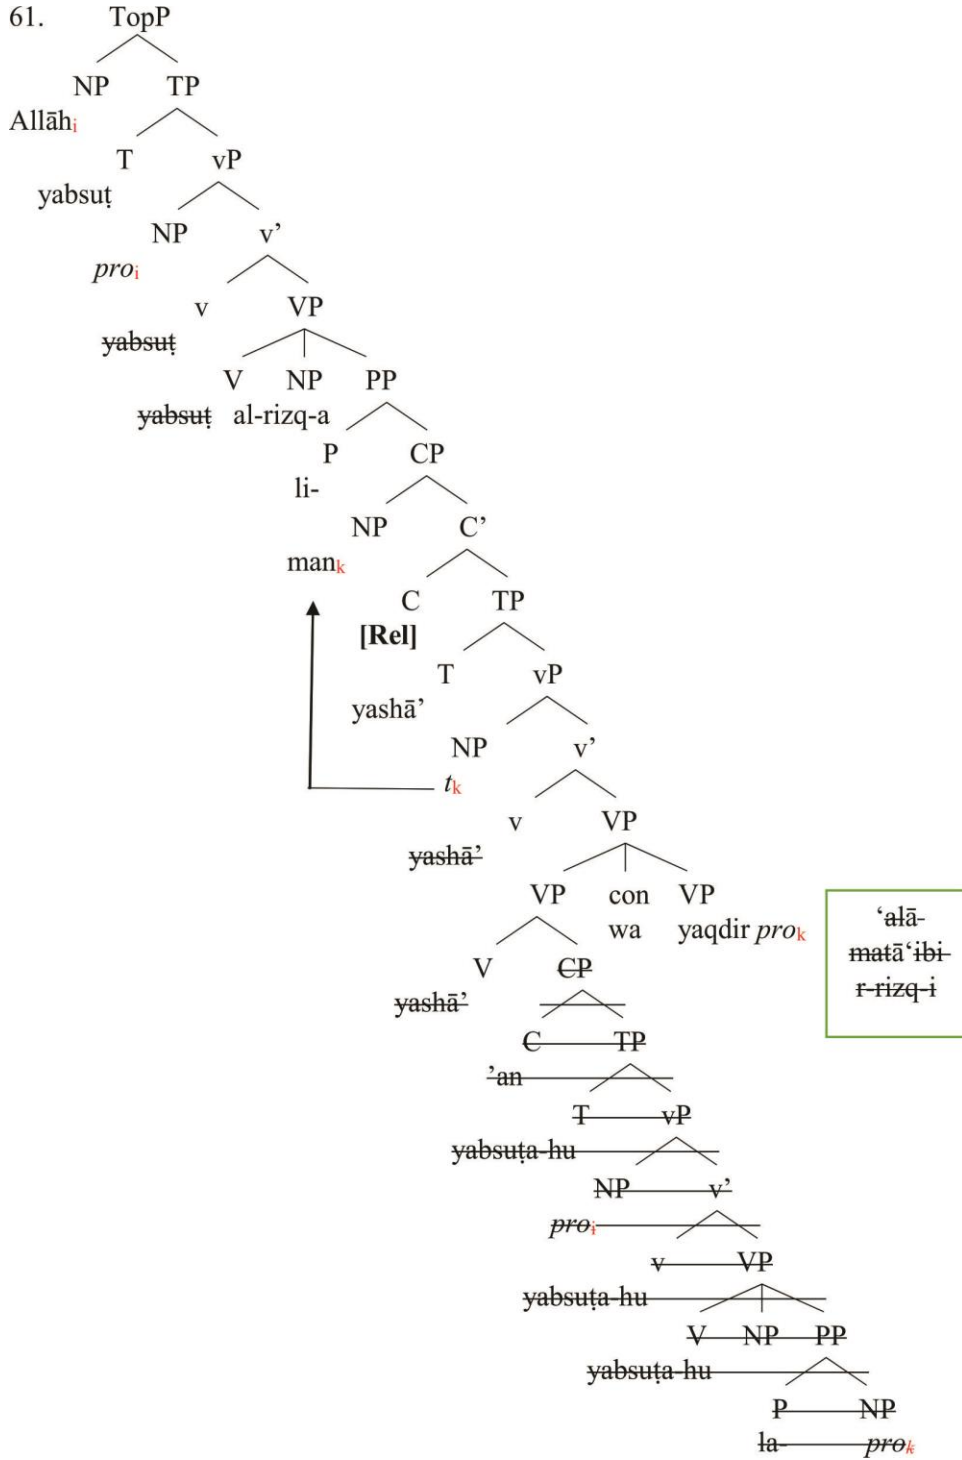 61. TopP
NP TP
Allāhi
T vP
yabsuṭ
NP v’
proi
v VP
yabsuṭ
V NP PP
yabsuṭ al-rizq-a
P CP
li-
NP C’
mank
C TP
[Rel]
T vP
yashā’
NP v’
tk
v VP
yashā’
VP con VP
wa yaqdir prok
‘alā-
matā‘ibi
r-rizq-i
V CP
yashā’
C TP
’an
T vP
yabsuṭa-hu
NP v’
proi
v VP
yabsuṭa-hu
V NP PP
yabsuṭa-hu
P NP
la- prok